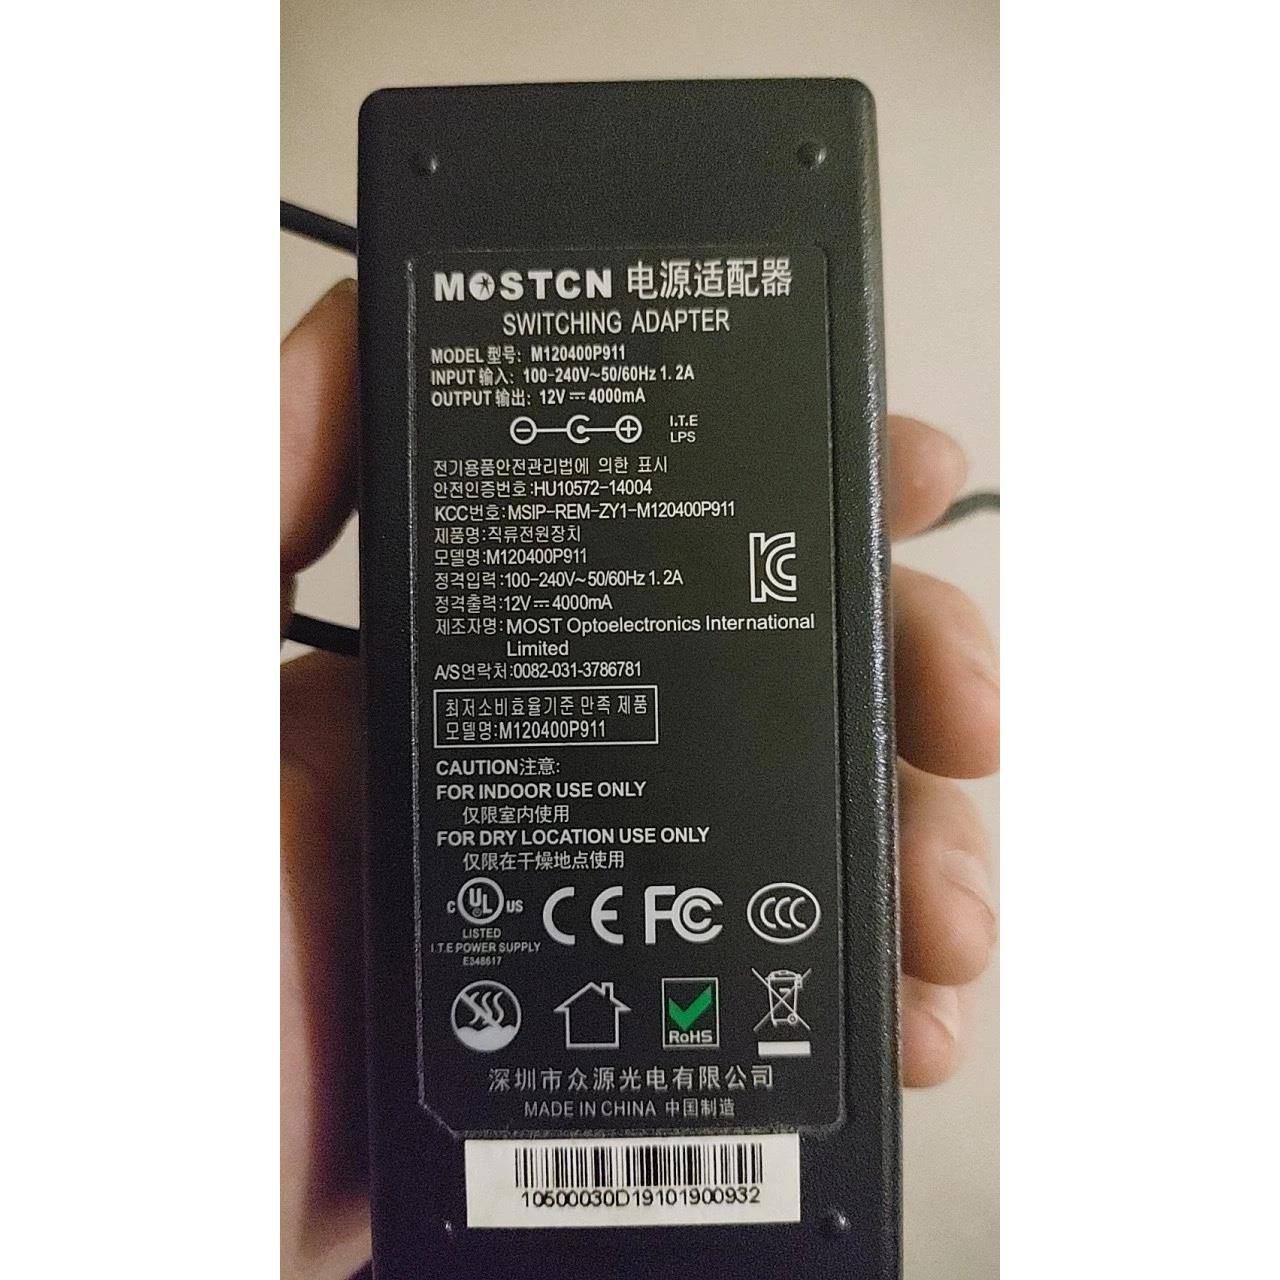 MOSTCN 电源适配器
SWITCHING ADAPTER
MODEL 型号: M120400P911
INPUT 输入: 100-240V~50/60Hz 1.2A
OUTPUT 输出: 12V⎓4000mA
I.T.E
LPS
전기용품안전관리법에 의한 표시
안전인증번호:HU10572-14004
KCC번호:MSIP-REM-ZY1-M120400P911
제품명:직류전원장치
모델명:M120400P911
정격입력:100-240V~50/60Hz 1.2A
정격출력:12V⎓4000mA
제조자명:MOST Optoelectronics International
Limited
A/S연락처:0082-031-3786781
최저소비효율기준 만족 제품
모델명:M120400P911
CAUTION注意:
FOR INDOOR USE ONLY
仅限室内使用
FOR DRY LOCATION USE ONLY
仅限在干燥地点使用
C UL US CE FC CCC
LISTED
I.T.E POWER SUPPLY
E348617
RoHS
深圳市众源光电有限公司
MADE IN CHINA 中国制造
10500030D19101900932